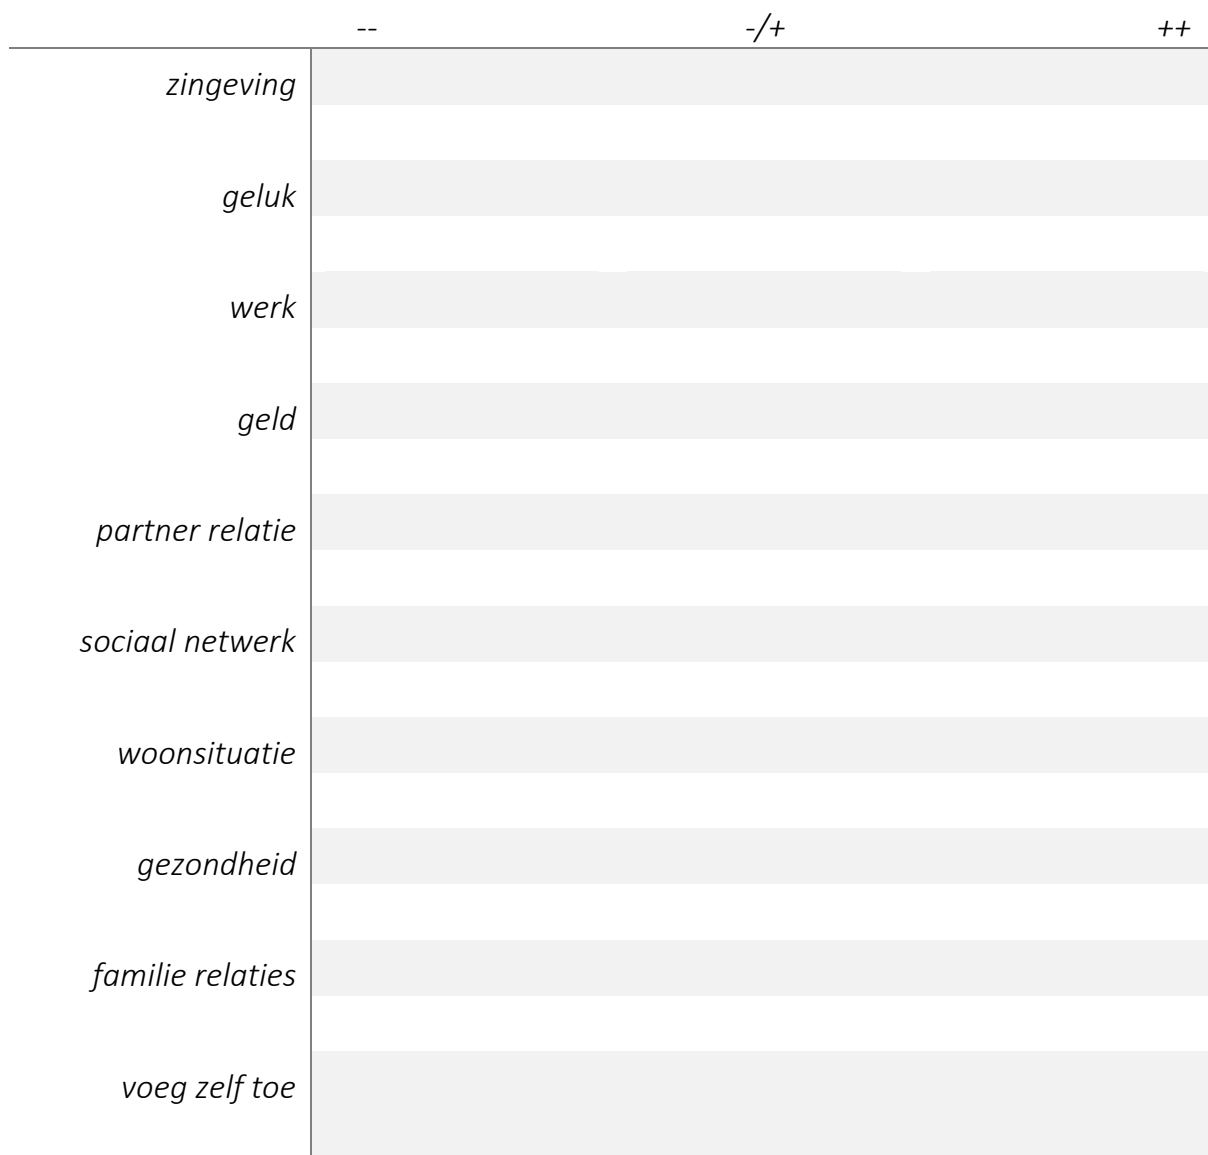 -- -/+ ++
zingeving
geluk
werk
geld
partner relatie
sociaal netwerk
woonsituatie
gezondheid
familie relaties
voeg zelf toe